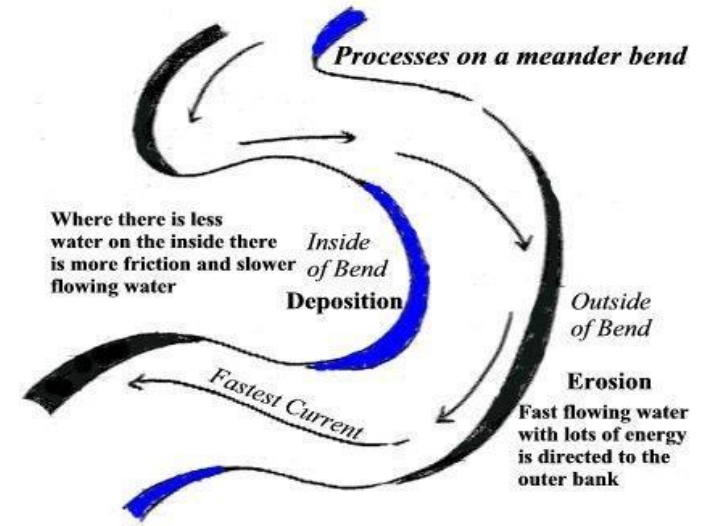 Processes on a meander bend
Where there is less
water on the inside there
is more friction and slower
flowing water
Inside
of Bend
Deposition
Outside
of Bend
Erosion
Fast flowing water
with lots of energy
is directed to the
outer bank
Fastest Current